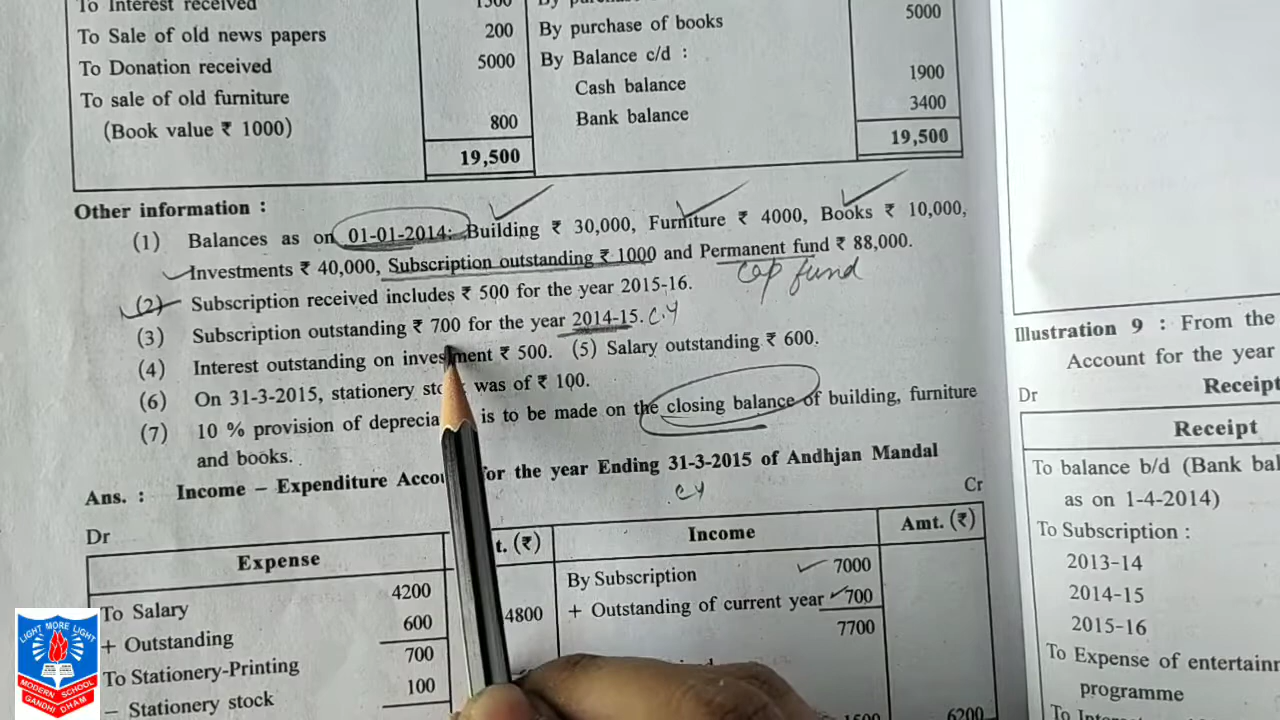 To Interest received 1500
To Sale of old news papers 200 By purchase of books 5000
To Donation received 5000 By Balance c/d :
To sale of old furniture Cash balance 1900
(Book value ₹ 1000) 800 Bank balance 3400
19,500 19,500
Other information :
(1) Balances as on 01-01-2014: Building ₹ 30,000, Furniture ₹ 4000, Books ₹ 10,000,
Investments ₹ 40,000, Subscription outstanding ₹ 1000 and Permanent fund ₹ 88,000.
Cap fund
(2) Subscription received includes ₹ 500 for the year 2015-16.
(3) Subscription outstanding ₹ 700 for the year 2014-15. C.Y
(4) Interest outstanding on investment ₹ 500. (5) Salary outstanding ₹ 600.
(6) On 31-3-2015, stationery was of ₹ 100.
(7) 10 % provision of is to be made on the closing balance of building, furniture
and books.
Ans. : Income – Expenditure for the year Ending 31-3-2015 of Andhjan Mandal
CY
Dr Cr
Expense t. (₹) Income Amt. (₹)
To Salary 4200 By Subscription 7000
+ Outstanding 600 4800 + Outstanding of current year 700
To Stationery-Printing 700 7700
– Stationery stock 100
6200
Illustration 9 : From the
Account for the year
Dr
Receipt
To balance b/d (Bank bal
as on 1-4-2014)
To Subscription :
2013-14
2014-15
2015-16
To Expense of entertainm
programme
LIGHT MORE LIGHT
MODERN SCHOOL
GANDHIDHAM